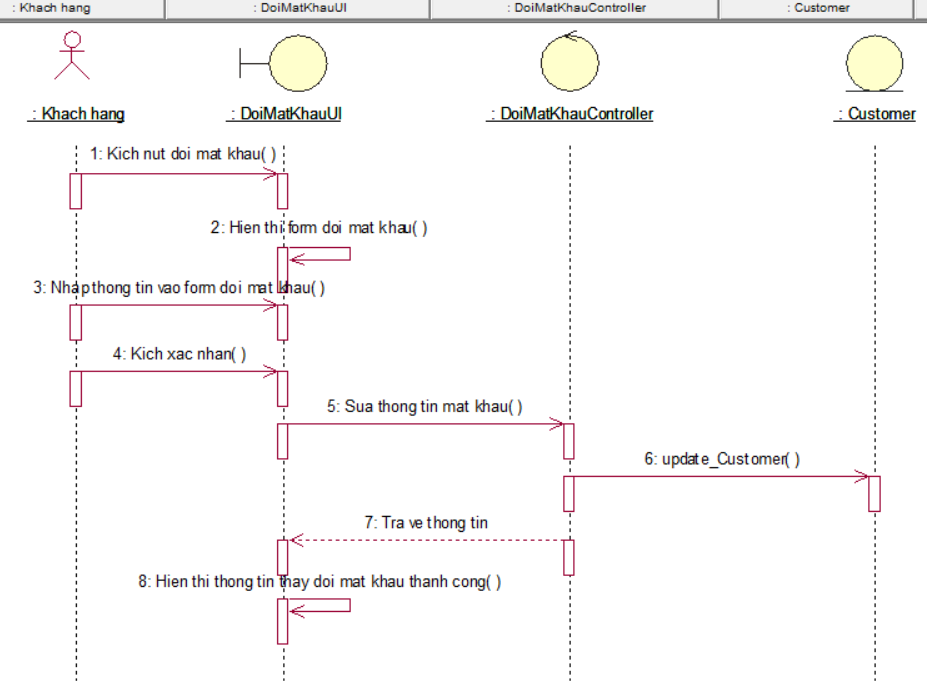 : Khach hang
: DoiMatKhauUI
: DoiMatKhauController
: Customer
: Khach hang
: DoiMatKhauUI
: DoiMatKhauController
: Customer
1: Kich nut doi mat khau( )
2: Hien thi form doi mat khau( )
3: Nhap thong tin vao form doi mat khau( )
4: Kich xac nhan( )
5: Sua thong tin mat khau( )
6: update_Customer( )
7: Tra ve thong tin
8: Hien thi thong tin thay doi mat khau thanh cong( )